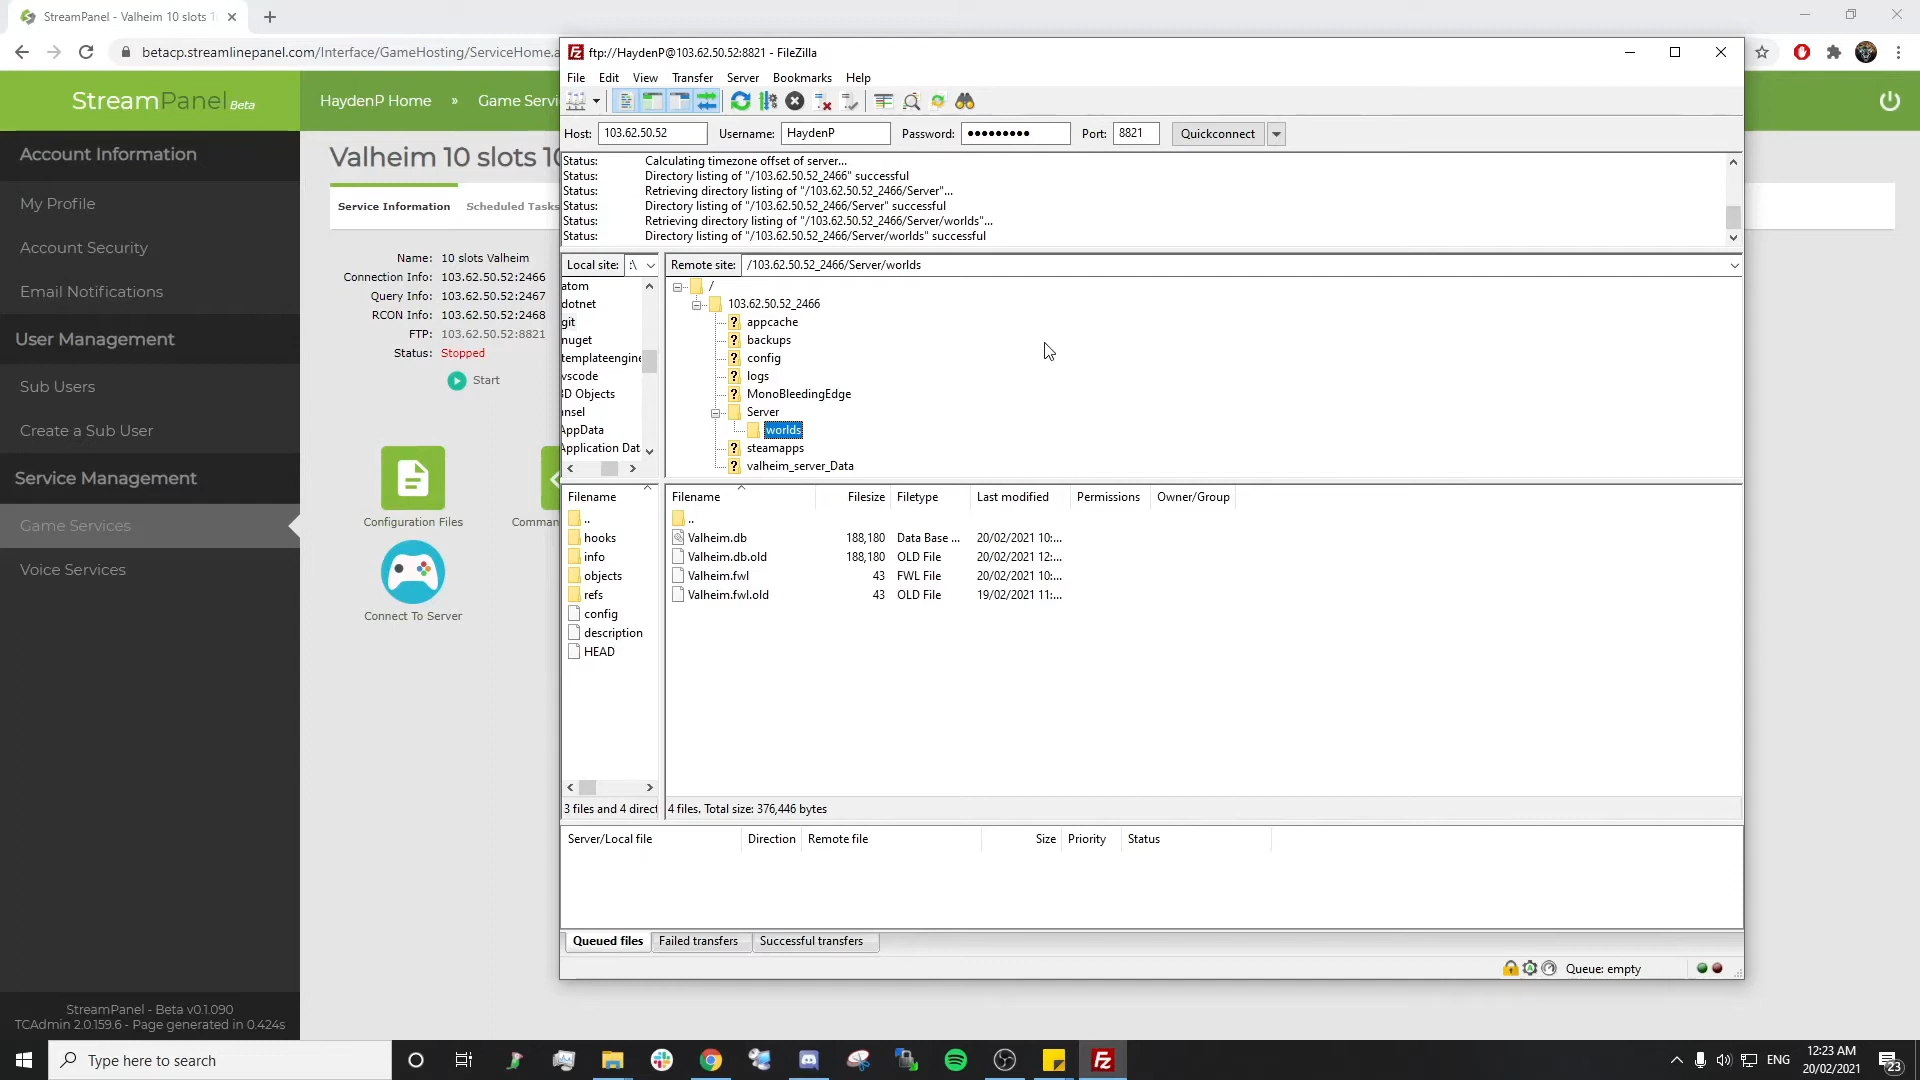 StreamPanel - Valheim 10 slots 1
betacp.streamlinepanel.com/Interface/GameHosting/ServiceHome.a
StreamPanel Beta
HaydenP Home » Game Servi
Account Information
My Profile
Account Security
Email Notifications
User Management
Sub Users
Create a Sub User
Service Management
Game Services
Voice Services
StreamPanel - Beta v0.1.090
TCAdmin 2.0.159.6 - Page generated in 0.424s
Valheim 10 slots 10
Service Information Scheduled Tasks
Name: 10 slots Valheim
Connection Info: 103.62.50.52:2466
Query Info: 103.62.50.52:2467
RCON Info: 103.62.50.52:2468
FTP: 103.62.50.52:8821
Status: Stopped
Start
Configuration Files
Comman
Connect To Server
ftp://HaydenP@103.62.50.52:8821 - FileZilla
File Edit View Transfer Server Bookmarks Help
Host: 103.62.50.52 Username: HaydenP Password: ●●●●●●●●● Port: 8821 Quickconnect
Status: Calculating timezone offset of server...
Status: Directory listing of "/103.62.50.52_2466" successful
Status: Retrieving directory listing of "/103.62.50.52_2466/Server"...
Status: Directory listing of "/103.62.50.52_2466/Server" successful
Status: Retrieving directory listing of "/103.62.50.52_2466/Server/worlds"...
Status: Directory listing of "/103.62.50.52_2466/Server/worlds" successful
Local site: :\
atom
dotnet
git
nuget
templateengine
vscode
3D Objects
ansel
AppData
Application Dat
Remote site: /103.62.50.52_2466/Server/worlds
/
103.62.50.52_2466
appcache
backups
config
logs
MonoBleedingEdge
Server
worlds
steamapps
valheim_server_Data
Filename
..
hooks
info
objects
refs
config
description
HEAD
3 files and 4 direct
Filename Filesize Filetype Last modified Permissions Owner/Group
..
Valheim.db 188,180 Data Base ... 20/02/2021 10:...
Valheim.db.old 188,180 OLD File 20/02/2021 12:...
Valheim.fwl 43 FWL File 20/02/2021 10:...
Valheim.fwl.old 43 OLD File 19/02/2021 11:...
4 files. Total size: 376,446 bytes
Server/Local file Direction Remote file Size Priority Status
Queued files Failed transfers Successful transfers
Queue: empty
Type here to search
ENG
12:23 AM
20/02/2021
23